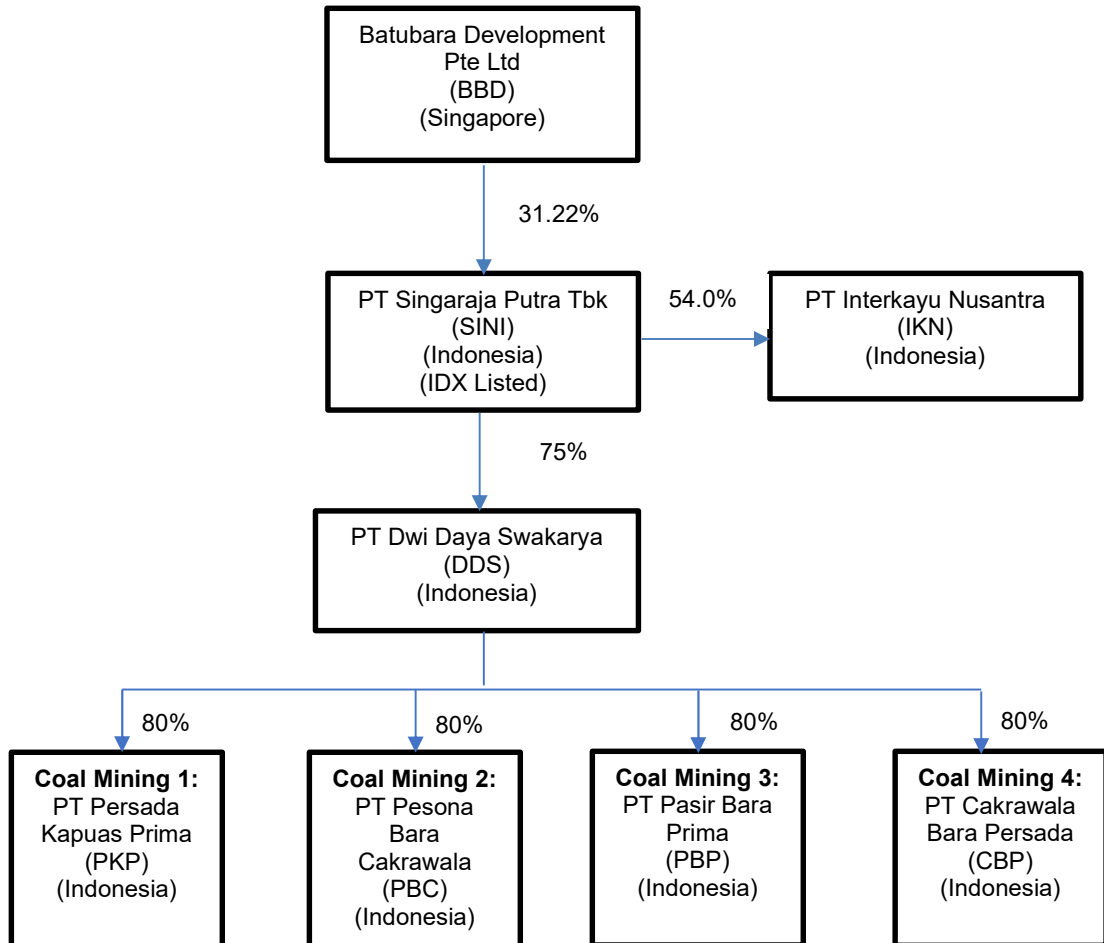 Batubara Development
Pte Ltd
(BBD)
(Singapore)
31.22%
PT Singaraja Putra Tbk
(SINI)
(Indonesia)
(IDX Listed)
54.0%
PT Interkayu Nusantra
(IKN)
(Indonesia)
75%
PT Dwi Daya Swakarya
(DDS)
(Indonesia)
80%
80%
80%
80%
Coal Mining 1:
PT Persada
Kapuas Prima
(PKP)
(Indonesia)
Coal Mining 2:
PT Pesona
Bara
Cakrawala
(PBC)
(Indonesia)
Coal Mining 3:
PT Pasir Bara
Prima
(PBP)
(Indonesia)
Coal Mining 4:
PT Cakrawala
Bara Persada
(CBP)
(Indonesia)